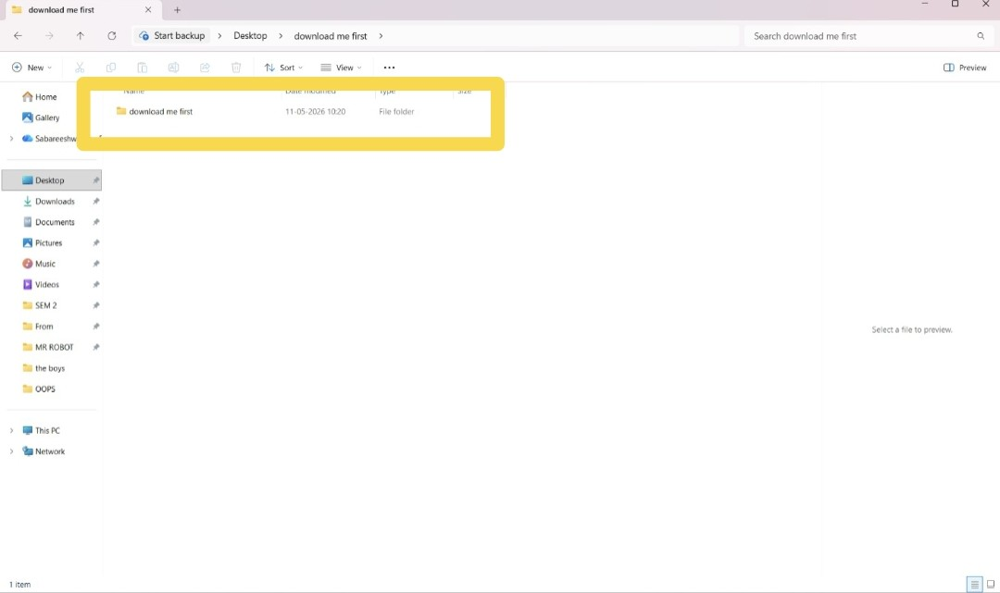 download me first
Start backup > Desktop > download me first >
Search download me first
New
Sort
View
Preview
Name Date modified Type Size
download me first 11-05-2026 10:20 File folder
Home
Gallery
Sabareeshw
Desktop
Downloads
Documents
Pictures
Music
Videos
SEM 2
From
MR ROBOT
the boys
OOPS
This PC
Network
Select a file to preview.
1 item